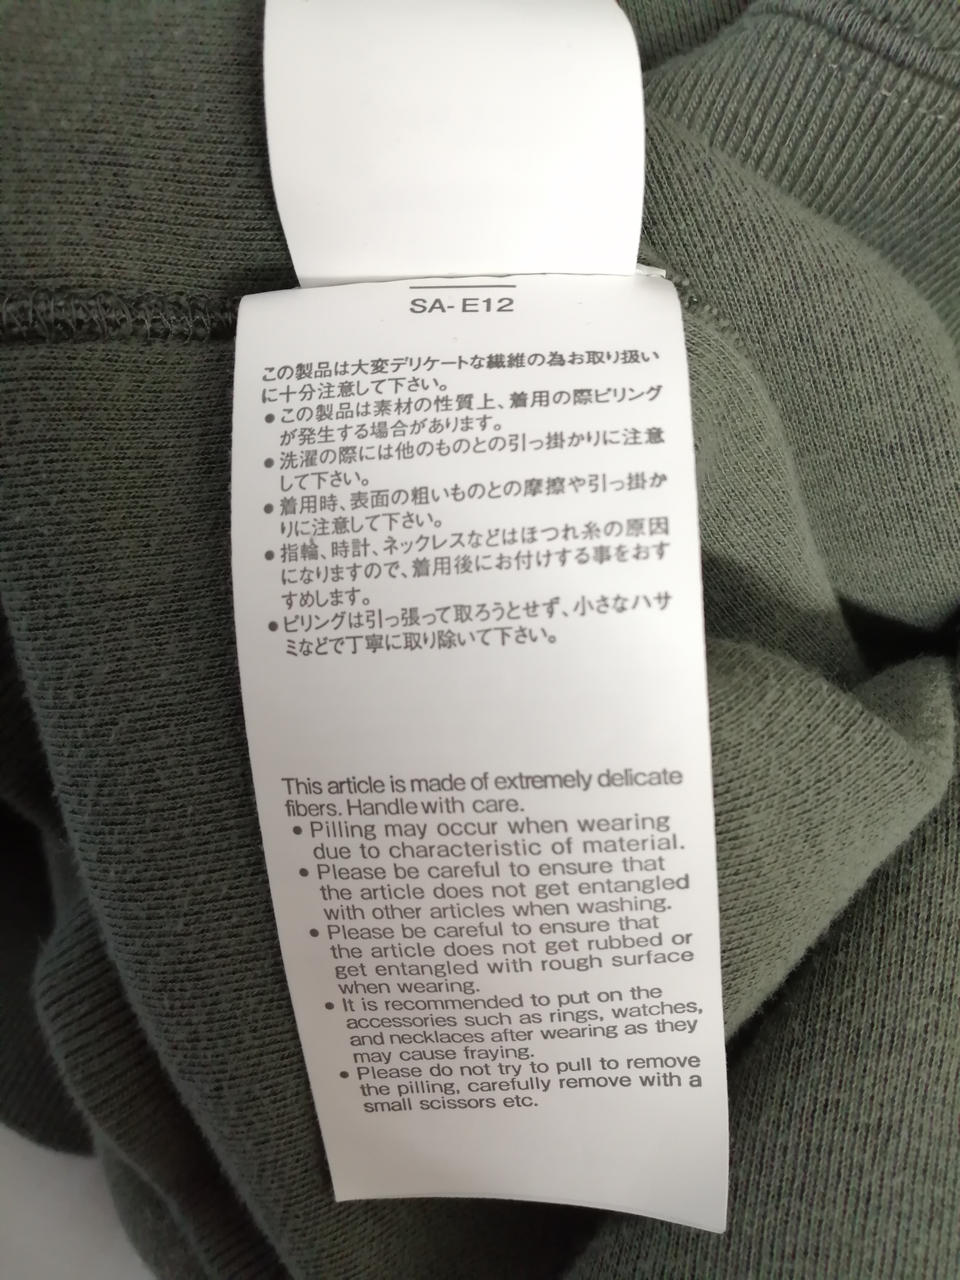 SA-E12
この製品は大変デリケートな繊維の為お取り扱い
に十分注意して下さい。
●この製品は素材の性質上、着用の際ピリング
が発生する場合があります。
●洗濯の際には他のものとの引っ掛かりに注意
して下さい。
●着用時、表面の粗いものとの摩擦や引っ掛か
りに注意して下さい。
●指輪、時計、ネックレスなどはほつれ糸の原因
になりますので、着用後にお付けする事をおす
すめします。
●ピリングは引っ張って取ろうとせず、小さなハサ
ミなどで丁寧に取り除いて下さい。
This article is made of extremely delicate
fibers. Handle with care.
● Pilling may occur when wearing
due to characteristic of material.
● Please be careful to ensure that
the article does not get entangled
with other articles when washing.
● Please be careful to ensure that
the article does not get rubbed or
get entangled with rough surface
when wearing.
● It is recommended to put on the
accessories such as rings, watches,
and necklaces after wearing as they
may cause fraying.
● Please do not try to pull to remove
the pilling, carefully remove with a
small scissors etc.